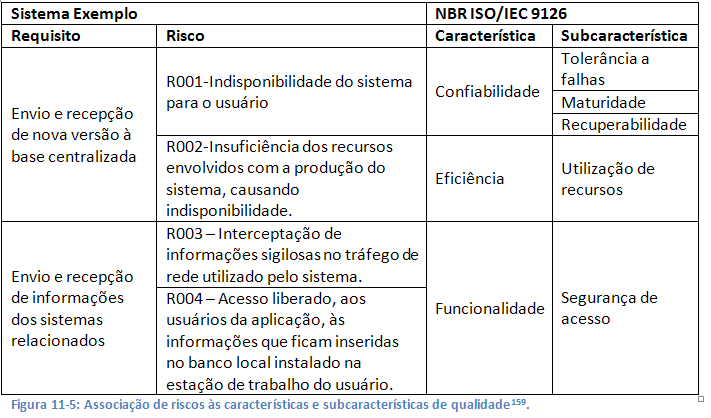 Sistema Exemplo NBR ISO/IEC 9126
Requisito Risco Característica Subcaracterística
Envio e recepção
de nova versão à
base centralizada
R001-Indisponibilidade do sistema
para o usuário
Confiabilidade
Tolerância a
falhas
Maturidade
Recuperabilidade
R002-Insuficiência dos recursos
envolvidos com a produção do
sistema, causando
indisponibilidade.
Eficiência
Utilização de
recursos
Envio e recepção
de informações
dos sistemas
relacionados
R003 – Interceptação de
informações sigilosas no tráfego de
rede utilizado pelo sistema.
R004 – Acesso liberado, aos
usuários da aplicação, às
informações que ficam inseridas
no banco local instalado na
estação de trabalho do usuário.
Funcionalidade
Segurança de
acesso
Figura 11-5: Associação de riscos às características e subcaracterísticas de qualidade159.